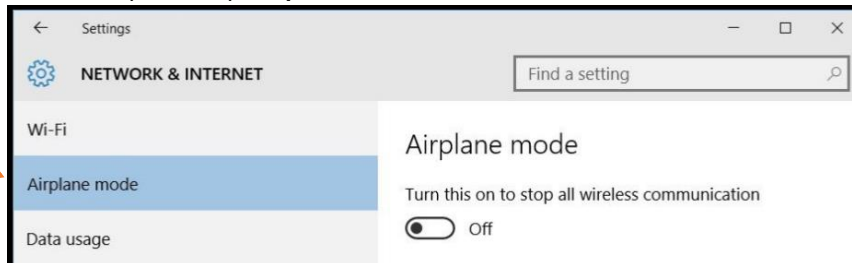 Settings
NETWORK & INTERNET
Find a setting
Wi-Fi
Airplane mode
Data usage
Airplane mode
Turn this on to stop all wireless communication
Off